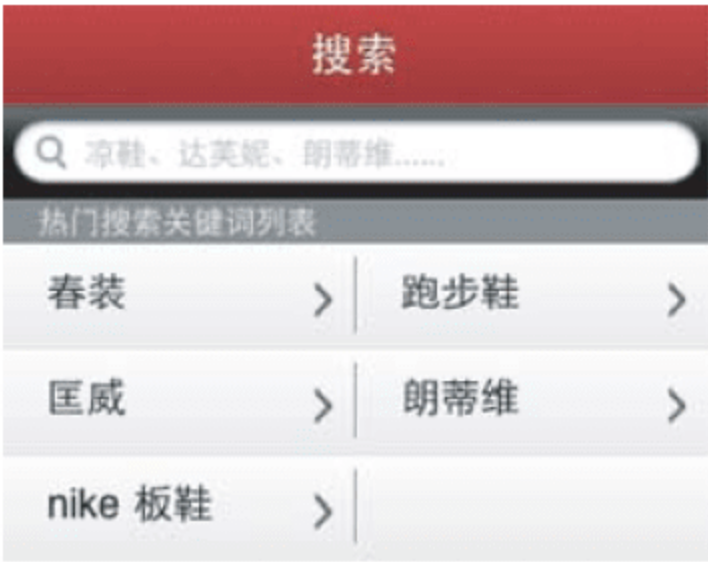 搜索
凉鞋、达芙妮、朗蒂维......
热门搜索关键词列表
春装 跑步鞋
匡威 朗蒂维
nike 板鞋